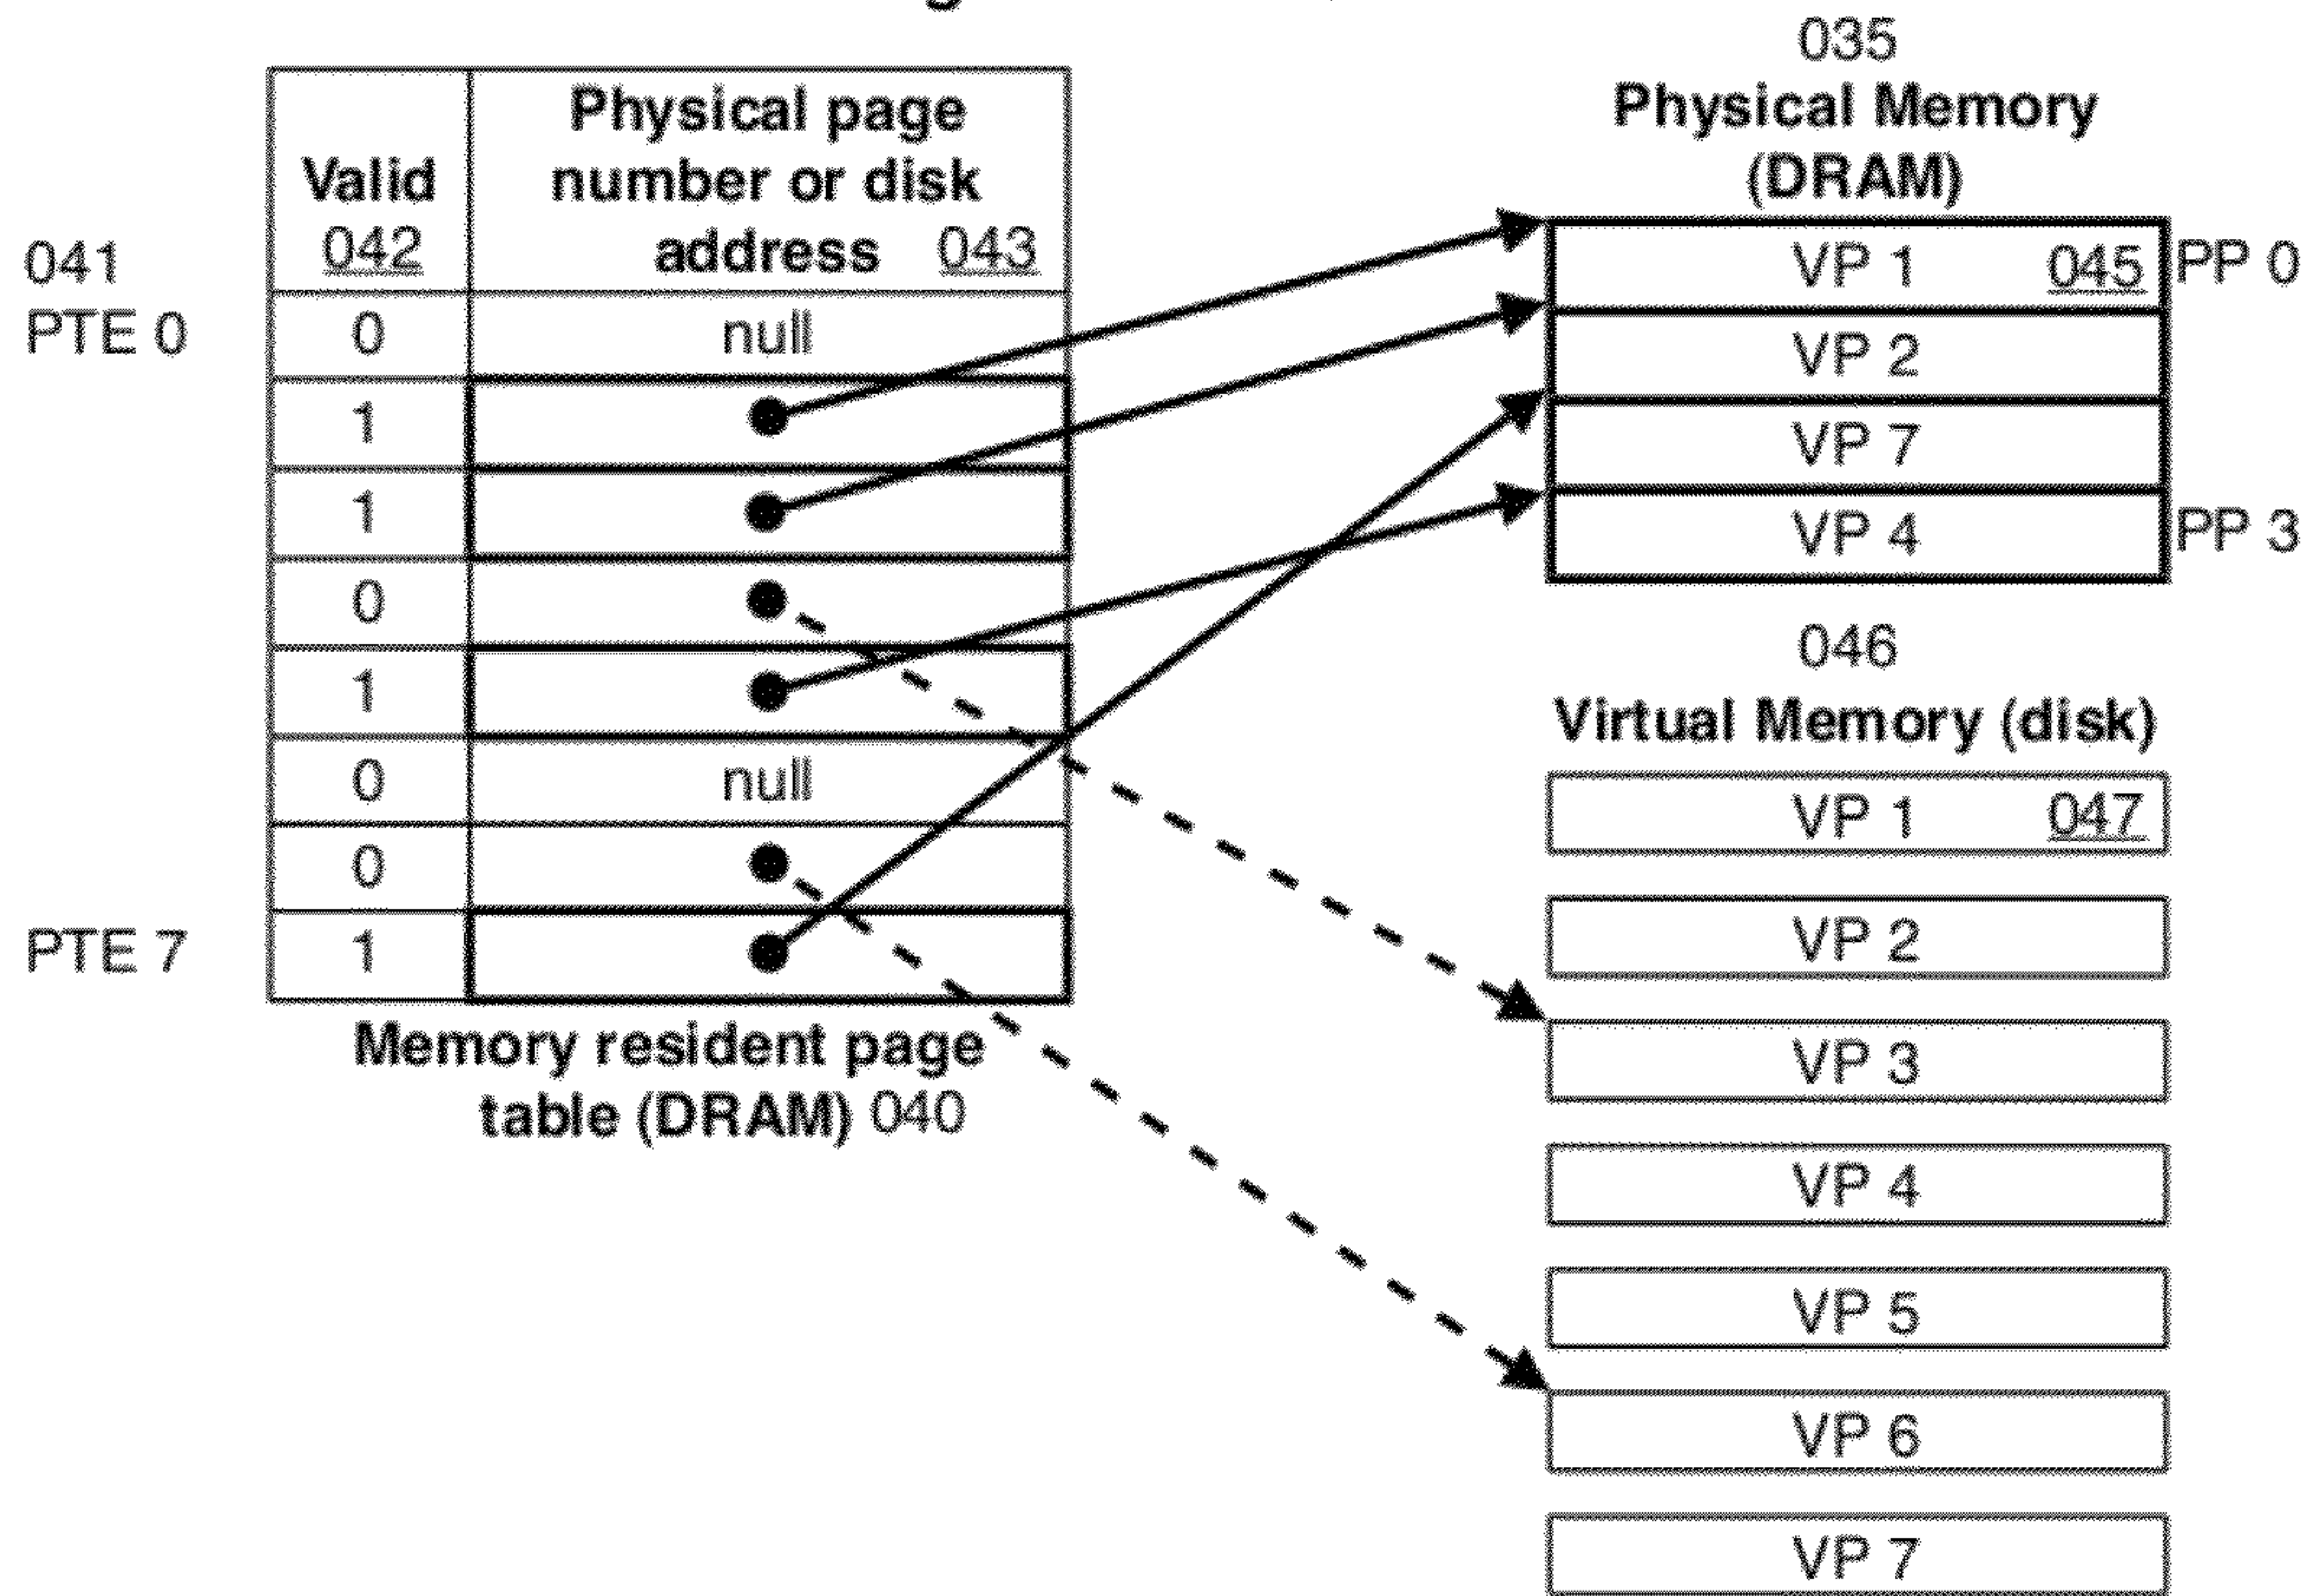 Physical page
number or disk
address 043
Valid
042
041
PTE 0
0 null
1
1
0
1
0 null
0
PTE 7
1
Memory resident page
table (DRAM) 040
035
Physical Memory
(DRAM)
VP 1 045 PP 0
VP 2
VP 7
VP 4 PP 3
046
Virtual Memory (disk)
VP 1 047
VP 2
VP 3
VP 4
VP 5
VP 6
VP 7